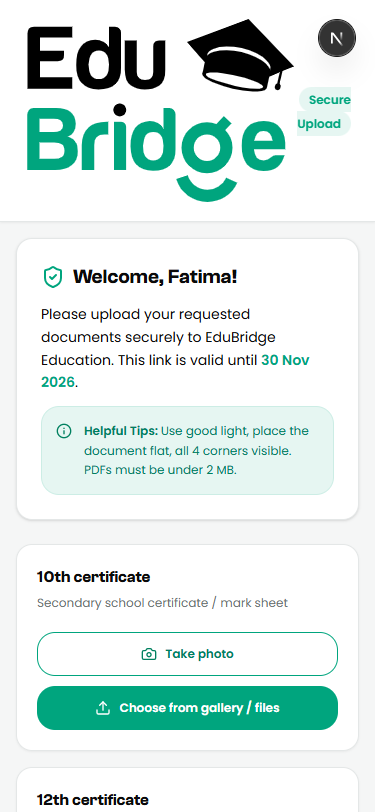 Edu
Bridge
N
Secure
Upload
Welcome, Fatima!
Please upload your requested
documents securely to EduBridge
Education. This link is valid until 30 Nov
2026.
Helpful Tips: Use good light, place the
document flat, all 4 corners visible.
PDFs must be under 2 MB.
10th certificate
Secondary school certificate / mark sheet
Take photo
Choose from gallery / files
12th certificate